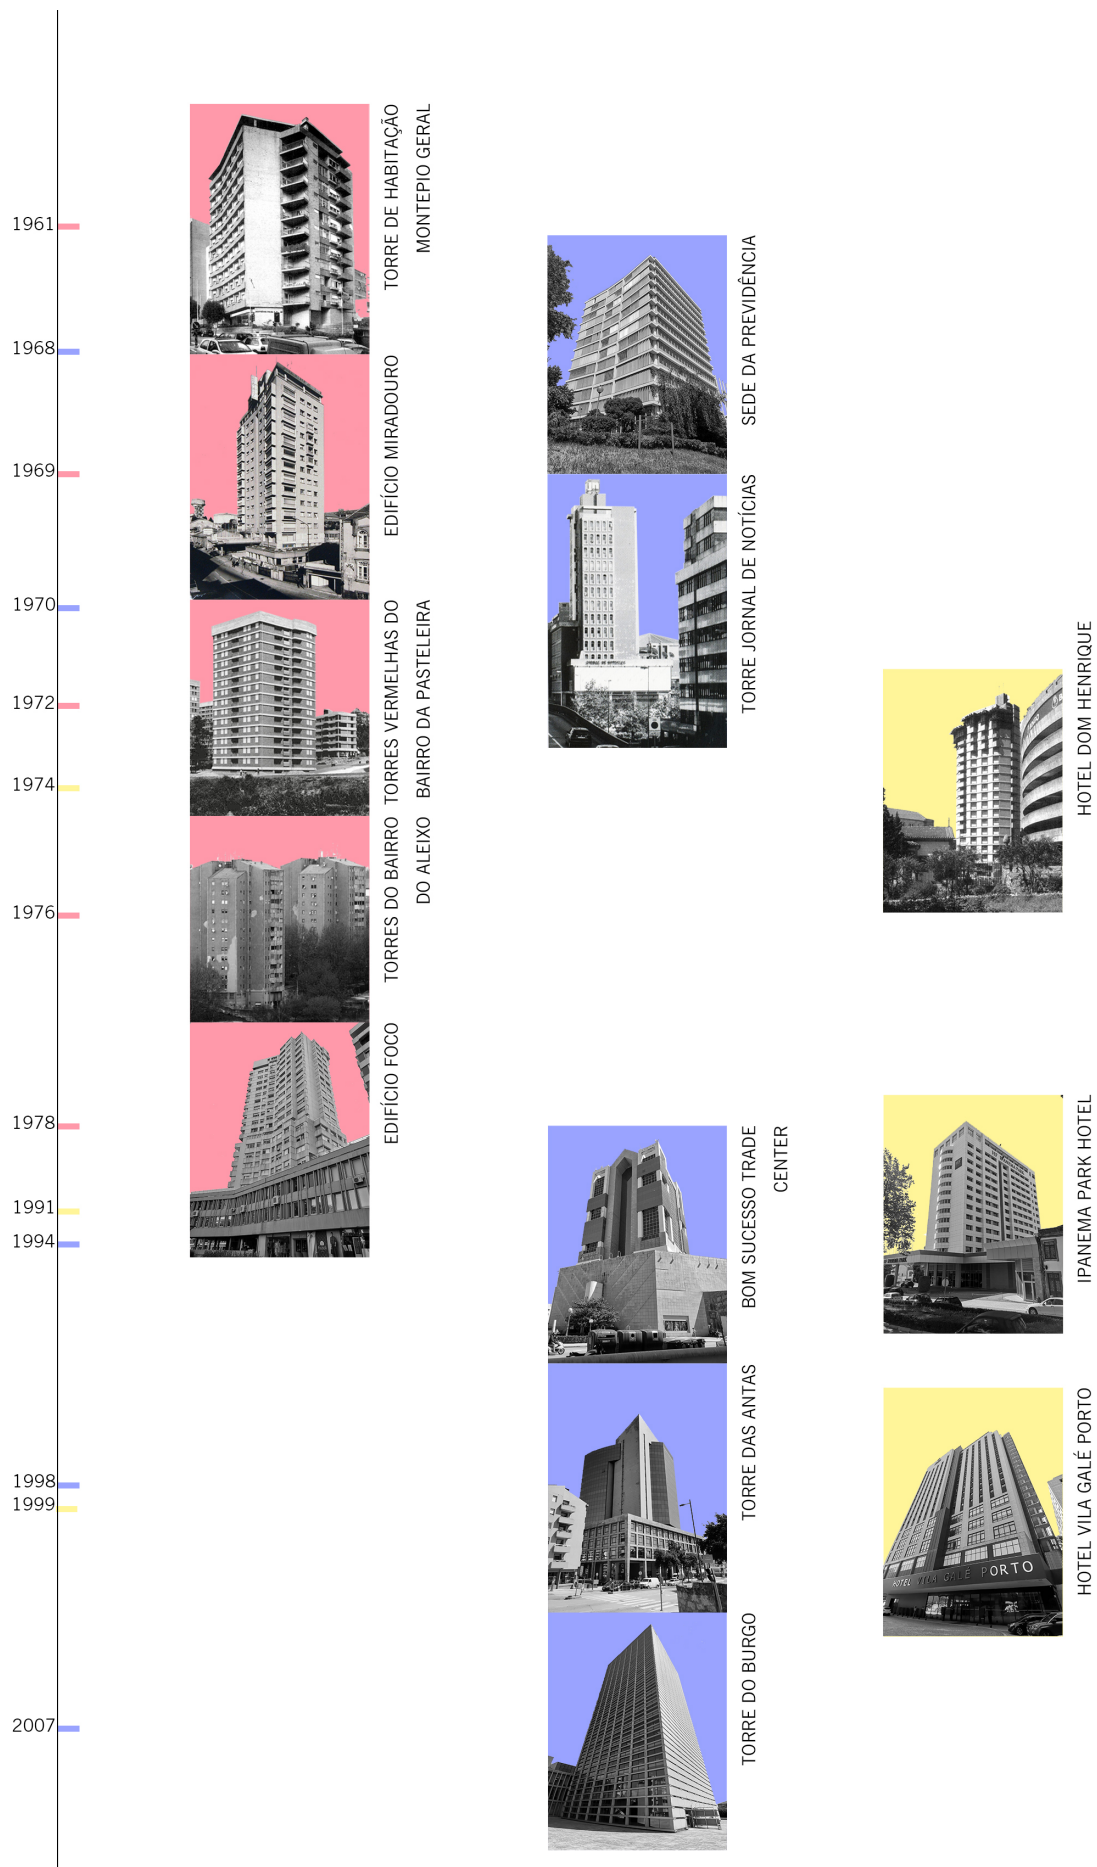 1961
1968
1969
1970
1972
1974
1976
1978
1991
1994
1998
1999
2007
TORRE DE HABITAÇÃO
MONTEPIO GERAL
EDIFÍCIO MIRADOURO
TORRES VERMELHAS DO
BAIRRO DA PASTELEIRA
TORRES DO BAIRRO
DO ALEIXO
EDIFÍCIO FOCO
SEDE DA PREVIDÊNCIA
TORRE JORNAL DE NOTÍCIAS
JORNAL DE NOTÍCIAS
BOM SUCESSO TRADE
CENTER
TORRE DAS ANTAS
TORRE DO BURGO
HOTEL DOM HENRIQUE
IPANEMA PARK HOTEL
HOTEL VILA GALÉ PORTO
HOTEL VILA GALÉ PORTO